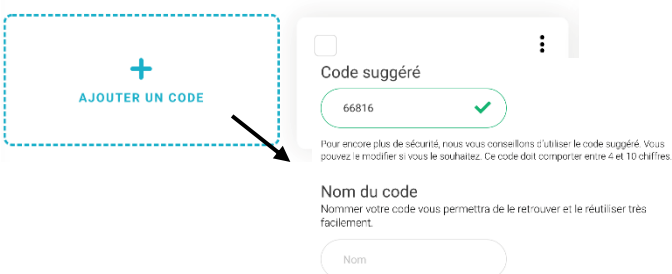 AJOUTER UN CODE
Code suggéré
66816
Pour encore plus de sécurité, nous vous conseillons d'utiliser le code suggéré. Vous
pouvez le modifier si vous le souhaitez. Ce code doit comporter entre 4 et 10 chiffres.
Nom du code
Nommer votre code vous permettra de le retrouver et le réutiliser très
facilement.
Nom